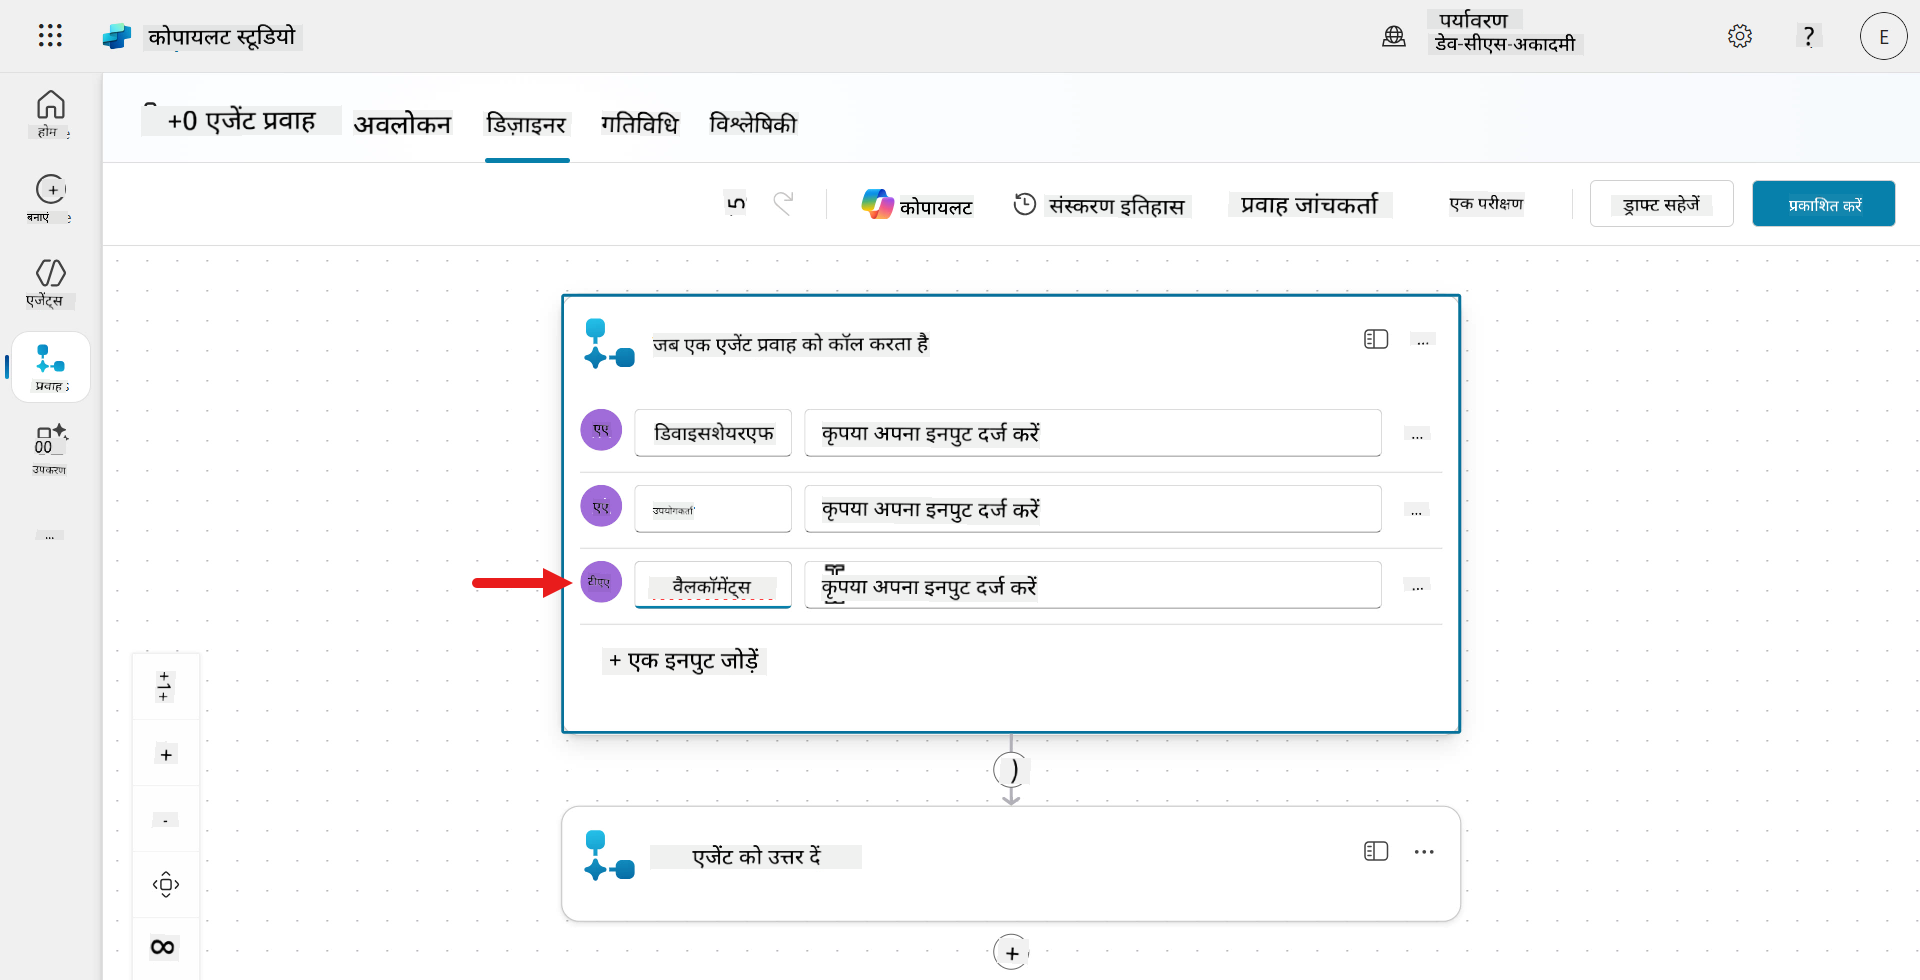 कोपायलट स्टूडियो
पर्यावरण
डेव-सीएस-अकादमी
?
E
होम
बनाएं
एजेंट्स
प्रवाह
उपकरण
...
+0 एजेंट प्रवाह
अवलोकन
डिज़ाइनर
गतिविधि
विश्लेषिकी
कोपायलट
संस्करण इतिहास
प्रवाह जांचकर्ता
एक परीक्षण
ड्राफ्ट सहेजें
प्रकाशित करें
जब एक एजेंट प्रवाह को कॉल करता है
...
एए
डिवाइसशेयरएफ
कृपया अपना इनपुट दर्ज करें
...
एए
उपयोगकर्ता'
कृपया अपना इनपुट दर्ज करें
...
टीएए
वैलकॉमेंट्स
कृपया अपना इनपुट दर्ज करें
...
+ एक इनपुट जोड़ें
एजेंट को उत्तर दें